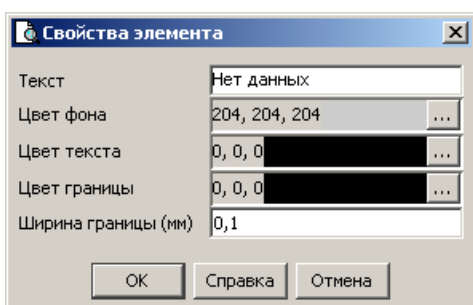 Свойства элемента
Текст Нет данных
Цвет фона 204, 204, 204 ...
Цвет текста 0, 0, 0 ...
Цвет границы 0, 0, 0 ...
Ширина границы (мм) 0,1
OK Справка Отмена